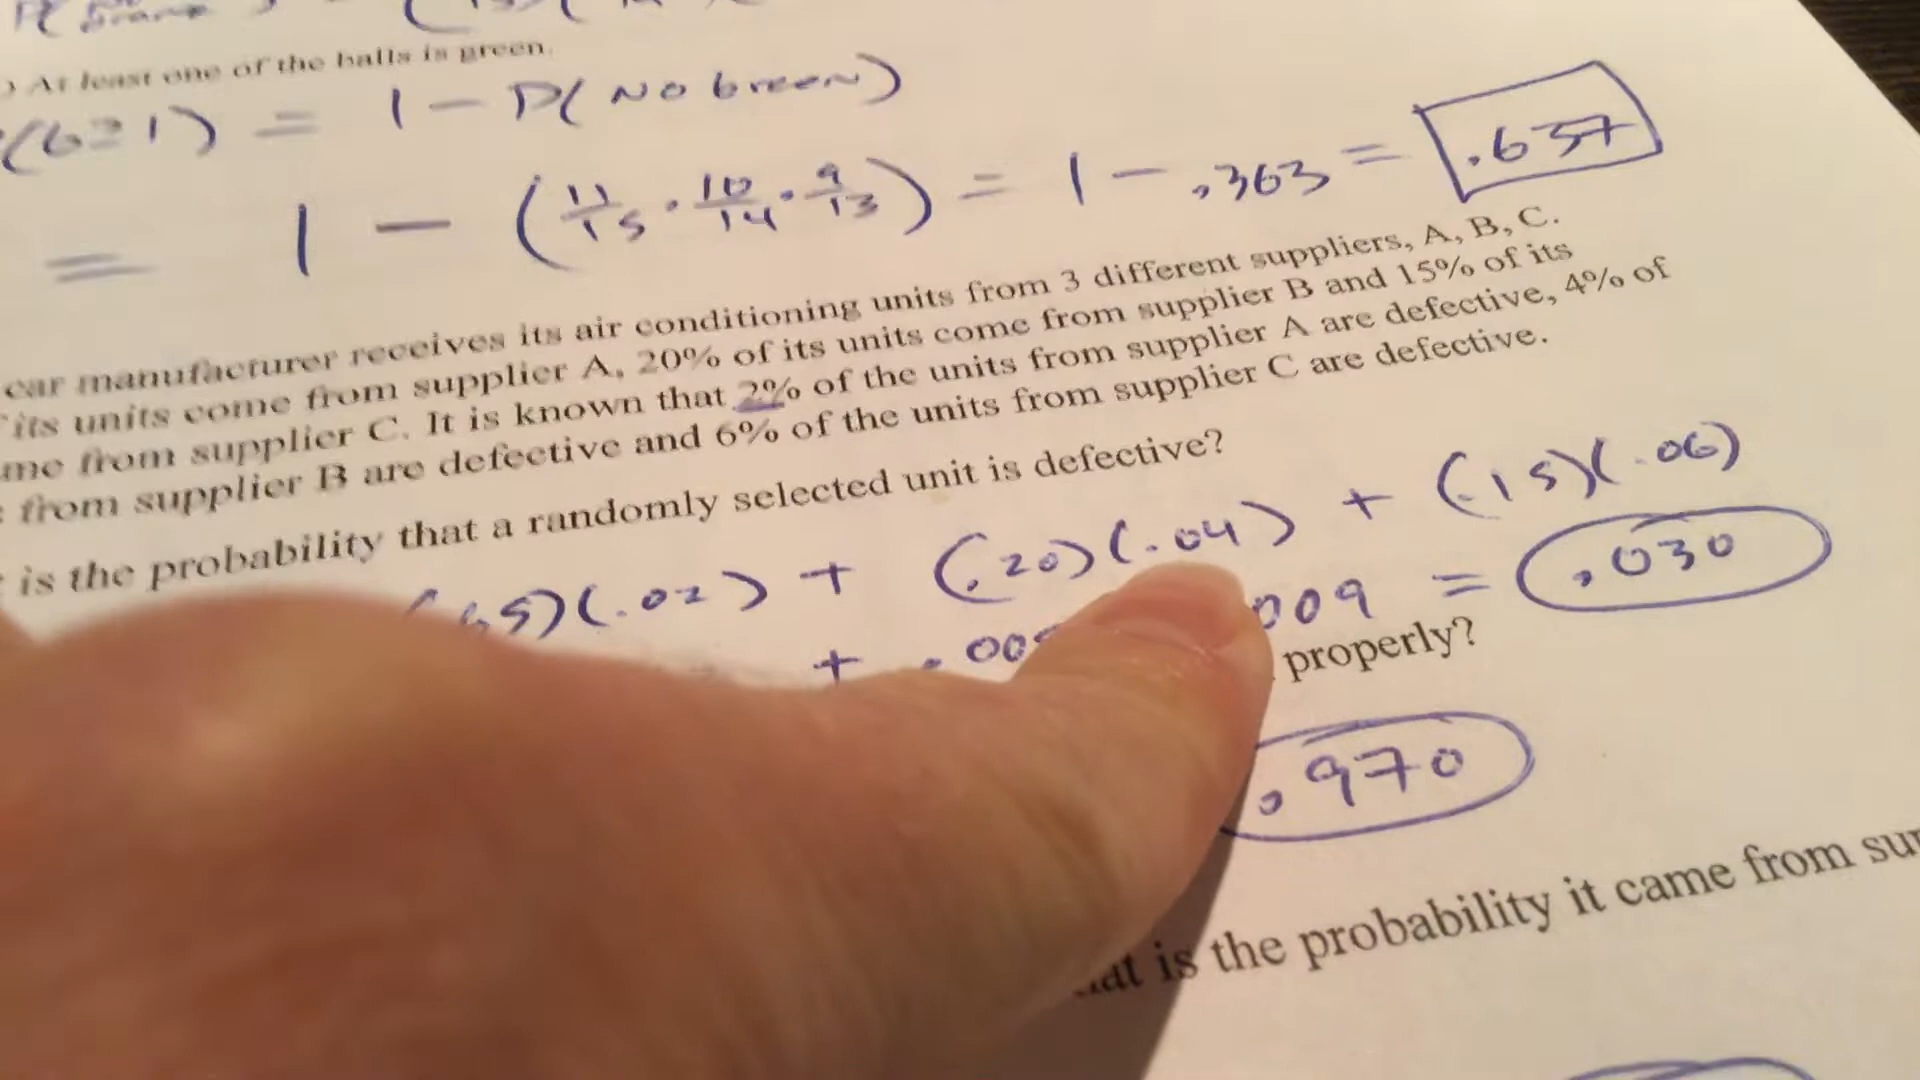 ) At least one of the balls is green.
(G≥1) = 1 - P(No Green)
= 1 - (11/15 · 10/14 · 9/13) = 1 - .363 = .637
car manufacturer receives its air conditioning units from 3 different suppliers, A, B, C.
its units come from supplier A, 20% of its units come from supplier B and 15% of its
me from supplier C. It is known that 2% of the units from supplier A are defective, 4% of
from supplier B are defective and 6% of the units from supplier C are defective.
is the probability that a randomly selected unit is defective?
65)(.02) + (.20)(.04) + (.15)(.06)
+ .00 009 = .030
properly?
.970
at is the probability it came from su